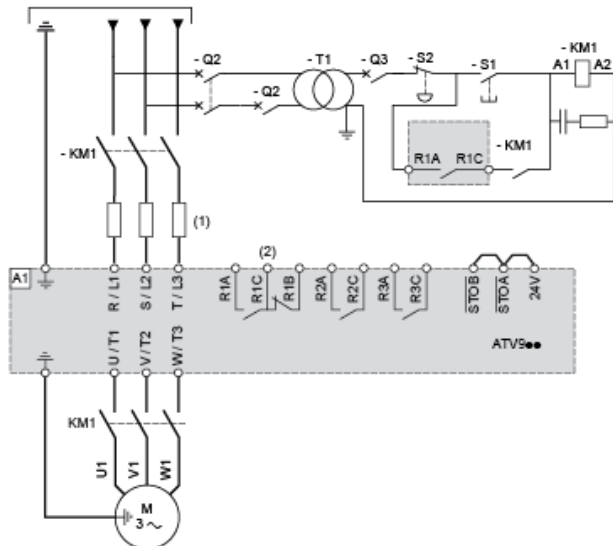 - Q2
- T1
- Q3
- S2
- S1
- KM1
A1
A2
- Q2
- KM1
R1A
R1C
- KM1
(1)
(2)
A1
R / L1
S / L2
T / L3
R1A
R1C
R1B
R2A
R2C
R3A
R3C
STOB
STOA
24V
U / T1
V / T2
W / T3
ATV9●●
KM1
U1
V1
W1
M
3 ~